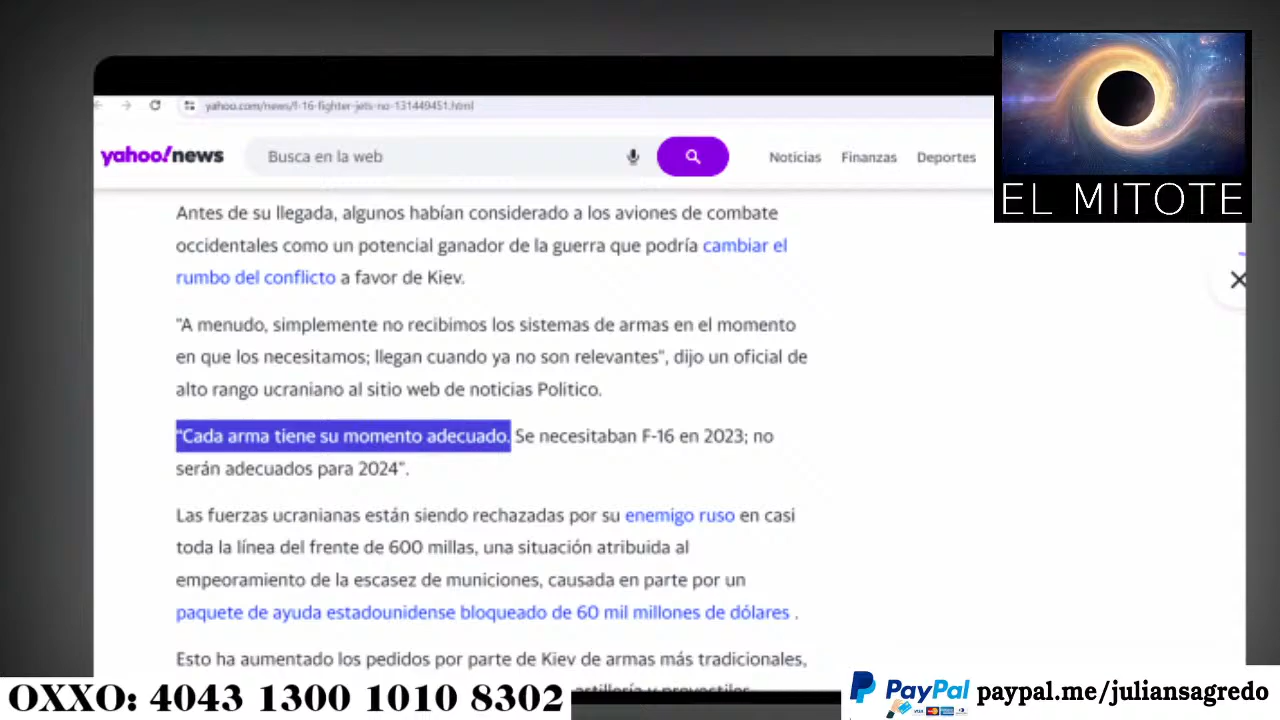 yahoo.com/news/f-16-fighter-jets-no-131449451.html
yahoo!news
Busca en la web
Noticias Finanzas Deportes
EL MITOTE
Antes de su llegada, algunos habían considerado a los aviones de combate
occidentales como un potencial ganador de la guerra que podría cambiar el
rumbo del conflicto a favor de Kiev.
"A menudo, simplemente no recibimos los sistemas de armas en el momento
en que los necesitamos; llegan cuando ya no son relevantes", dijo un oficial de
alto rango ucraniano al sitio web de noticias Político.
“Cada arma tiene su momento adecuado. Se necesitaban F-16 en 2023; no
serán adecuados para 2024”.
Las fuerzas ucranianas están siendo rechazadas por su enemigo ruso en casi
toda la línea del frente de 600 millas, una situación atribuida al
empeoramiento de la escasez de municiones, causada en parte por un
paquete de ayuda estadounidense bloqueado de 60 mil millones de dólares .
Esto ha aumentado los pedidos por parte de Kiev de armas más tradicionales,
artillería y proyectiles
OXXO: 4043 1300 1010 8302
PayPal paypal.me/juliansagredo